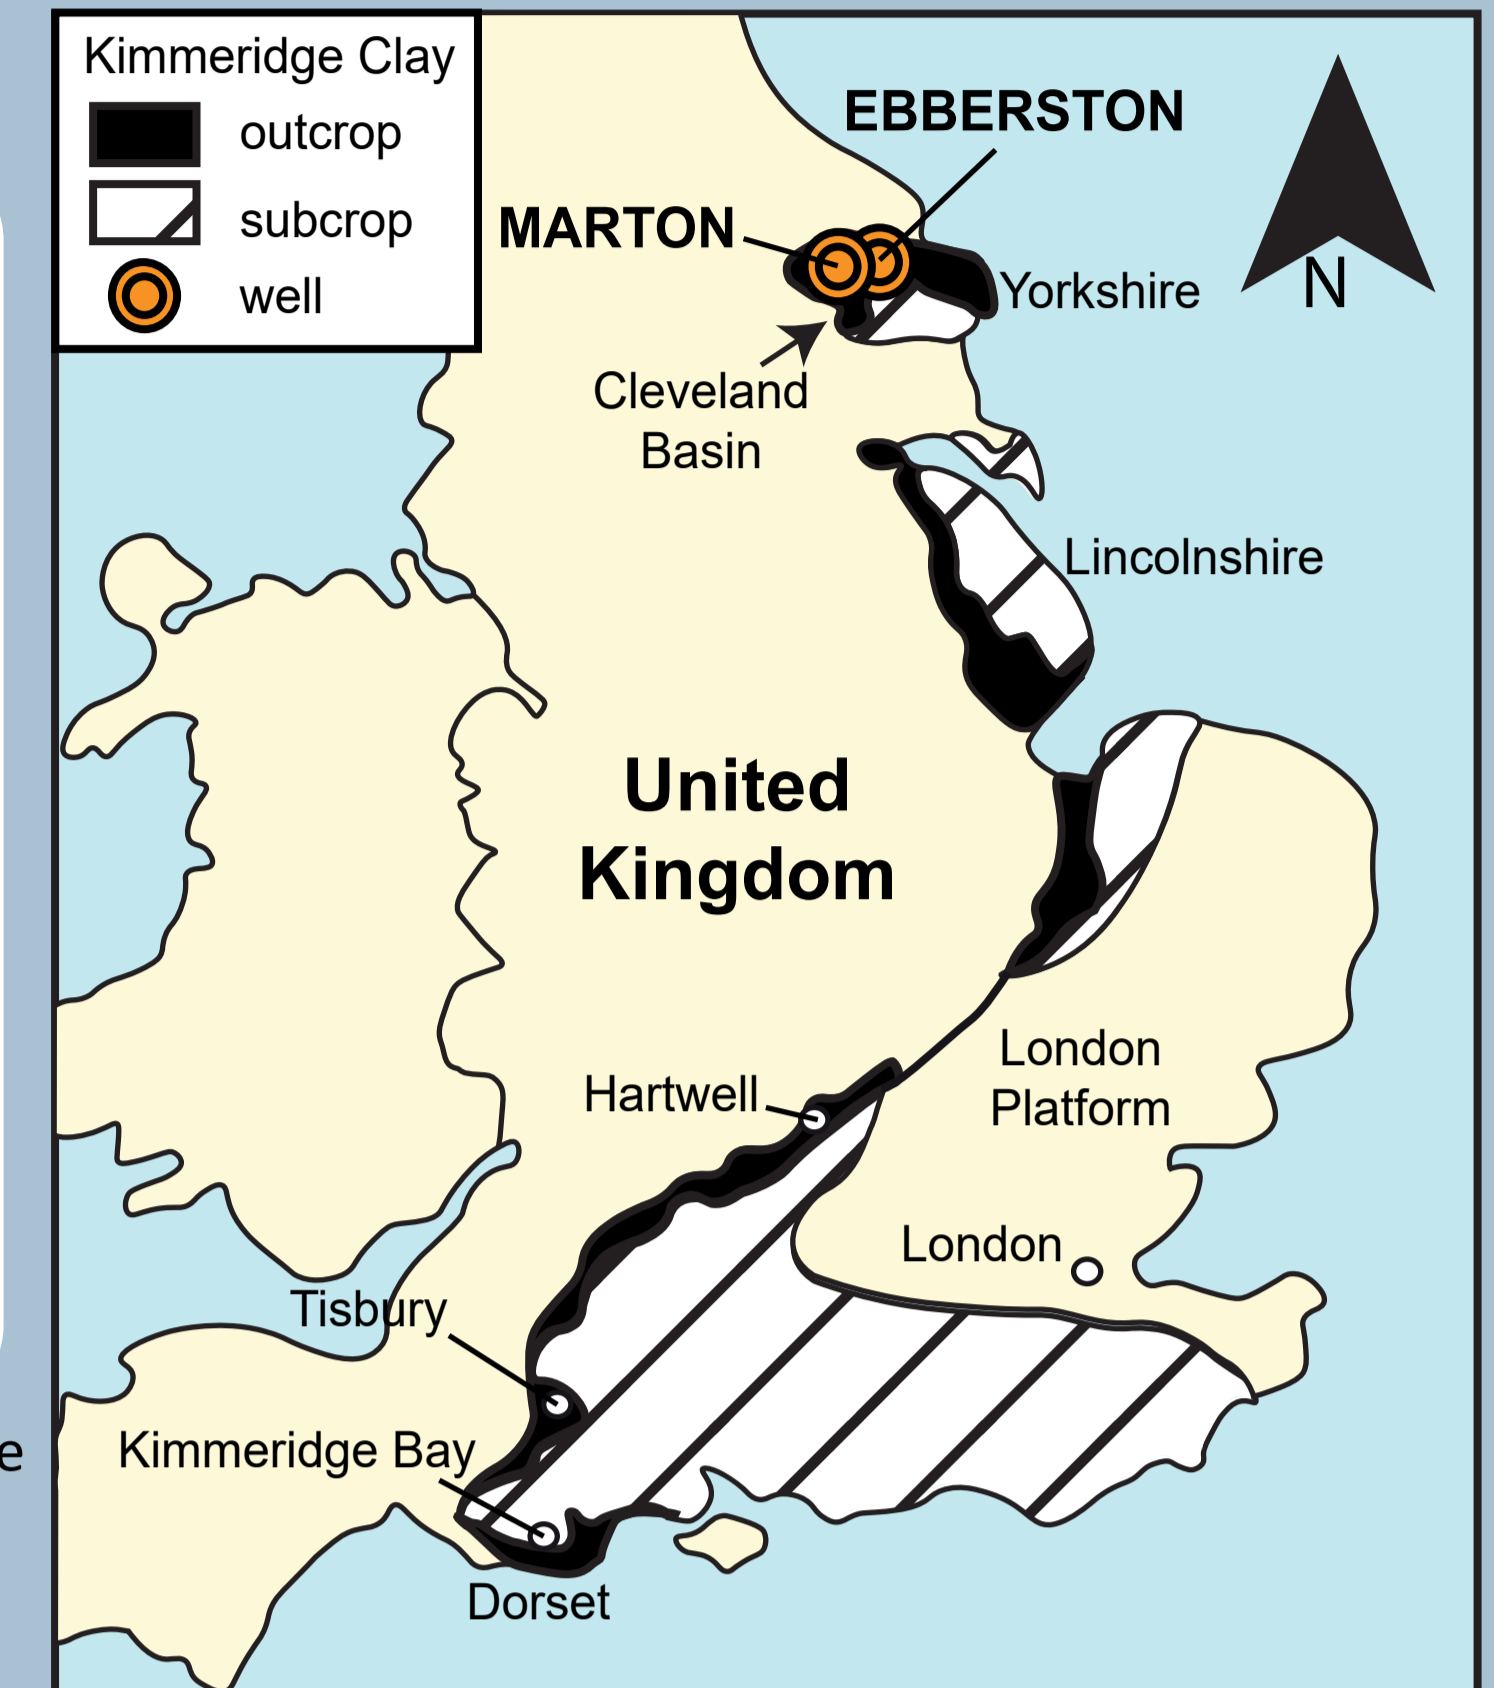 Kimmeridge Clay
outcrop
subcrop
well
EBBERSTON
MARTON
N
Yorkshire
Cleveland
Basin
Lincolnshire
United
Kingdom
London
Platform
Hartwell
London
Tisbury
Kimmeridge Bay
e
Dorset